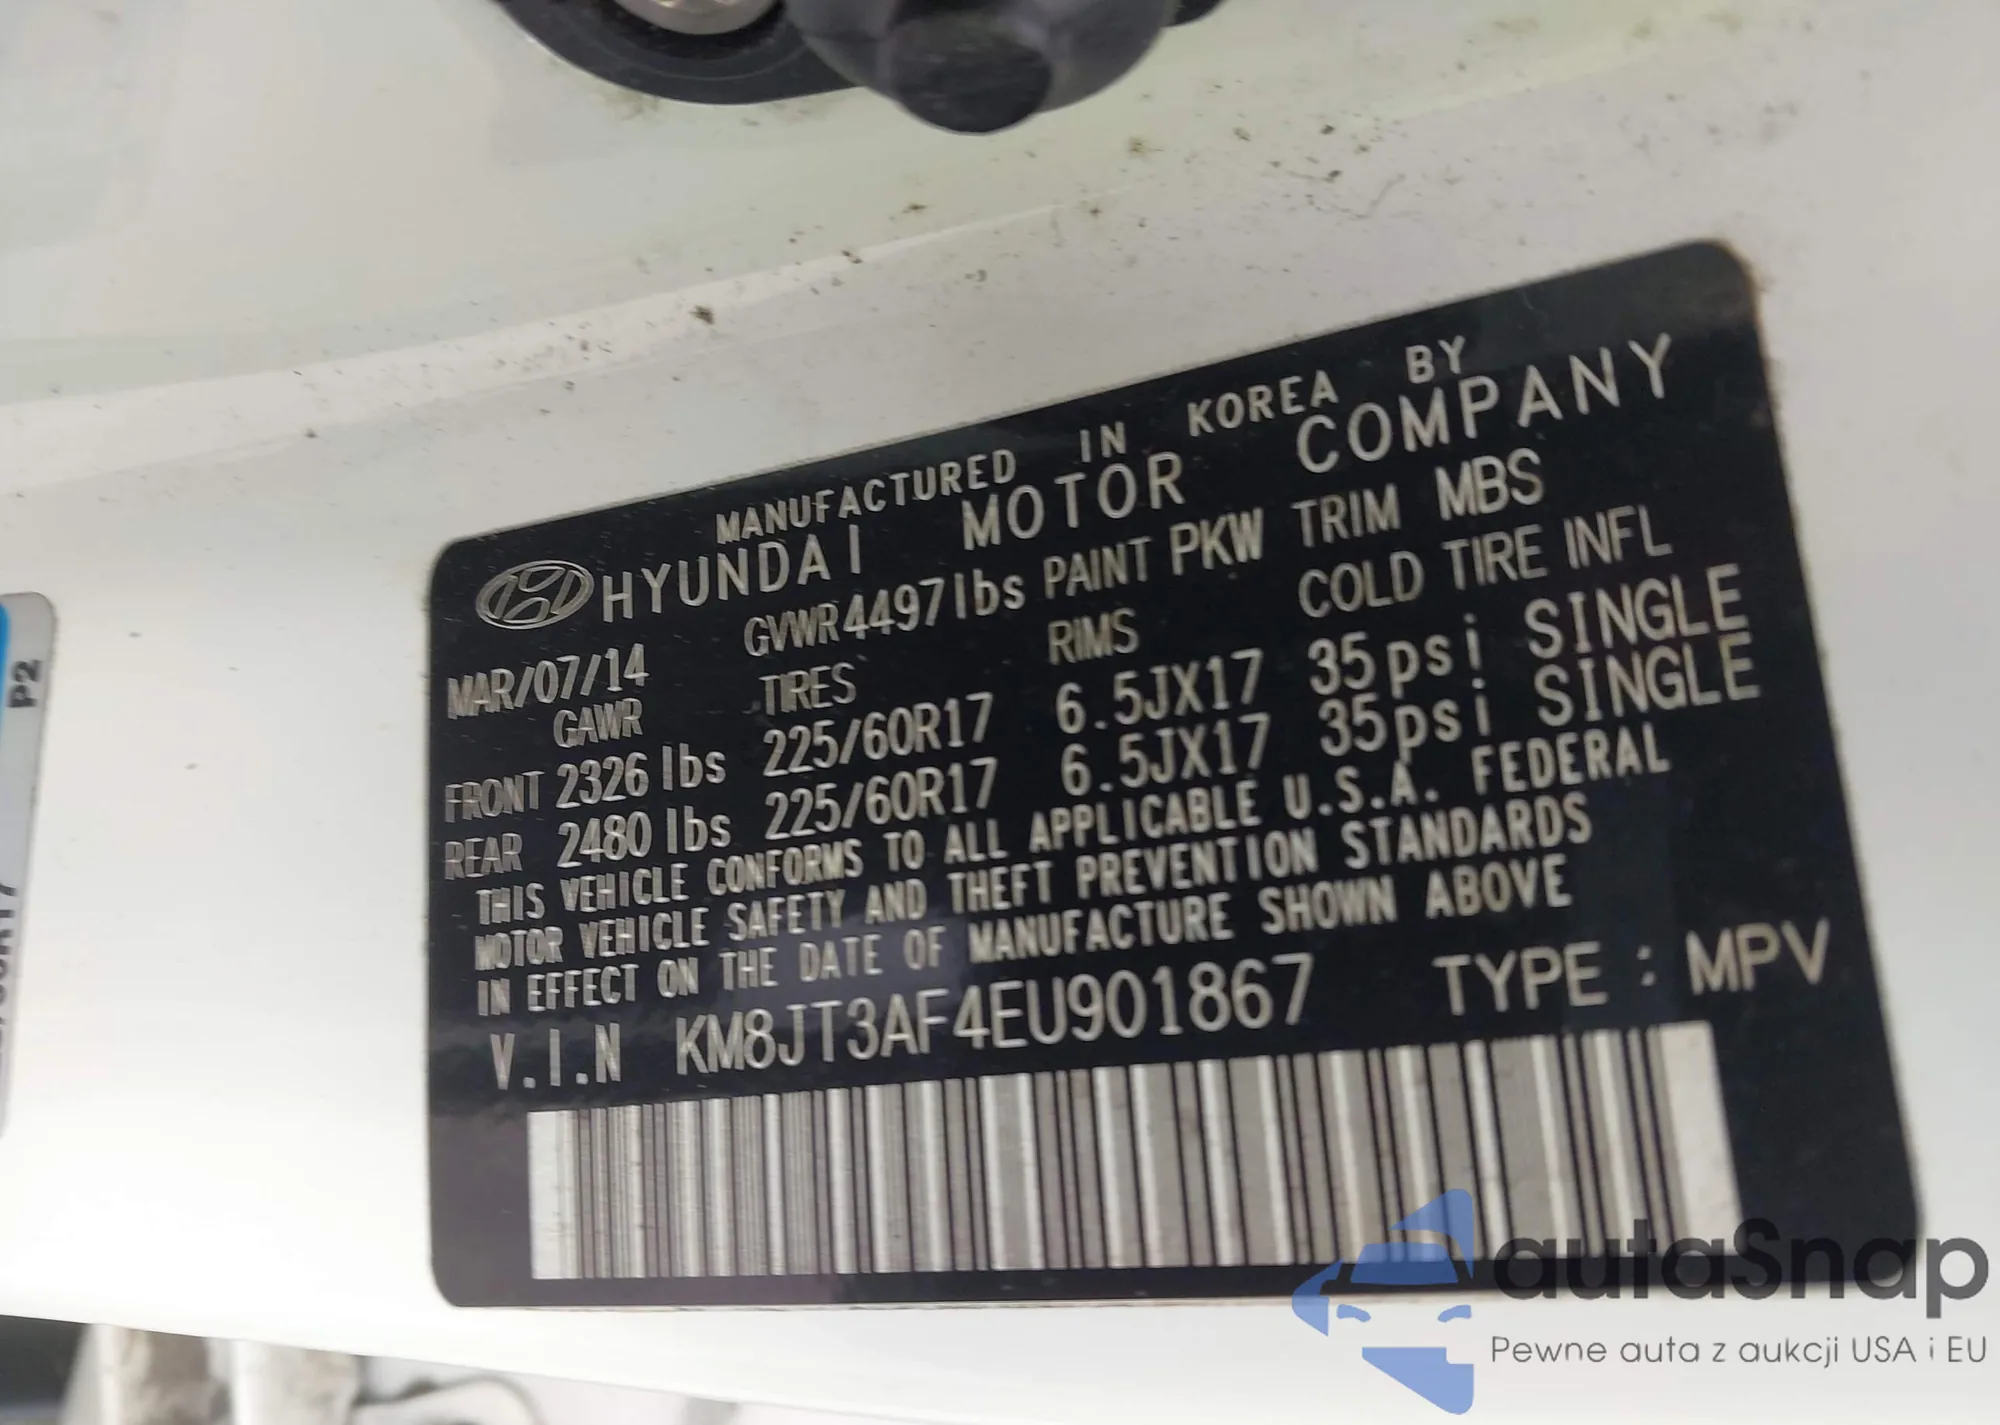 MANUFACTURED IN KOREA BY
HYUNDAI MOTOR COMPANY
MAR/07/14 GVWR 4497lbs PAINT PKW TRIM MBS
GAWR TIRES RIMS COLD TIRE INFL
FRONT 2326 lbs 225/60R17 6.5JX17 35psi SINGLE
REAR 2480 lbs 225/60R17 6.5JX17 35psi SINGLE
THIS VEHICLE CONFORMS TO ALL APPLICABLE U.S.A. FEDERAL
MOTOR VEHICLE SAFETY AND THEFT PREVENTION STANDARDS
IN EFFECT ON THE DATE OF MANUFACTURE SHOWN ABOVE
V.I.N KM8JT3AF4EU901867 TYPE : MPV
P2
autaSnap
Pewne auta z aukcji USA i EU